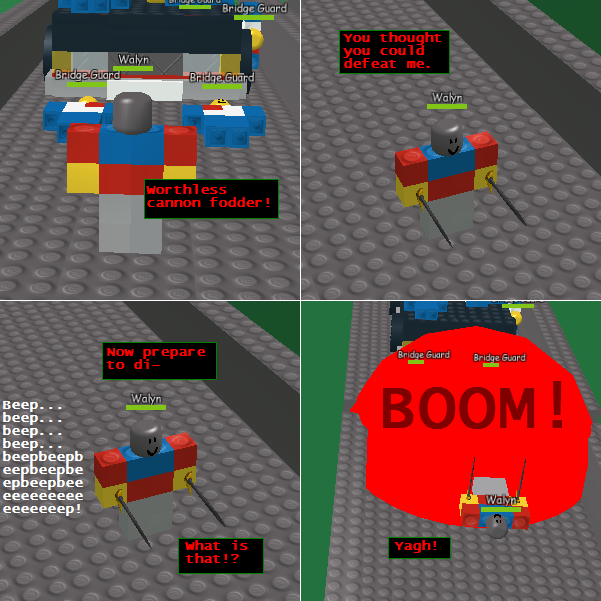 Bridge Guard
Bridge Guard
Walyn
Bridge Guard
Bridge Guard
Worthless
cannon fodder!
You thought
you could
defeat me.
Walyn
Now prepare
to di—
Walyn
Beep...
beep...
beep...
beep...
beepbeepb
eepbeepbe
epbeepbee
eeeeeeeee
eeeeeeep!
What is
that!?
Bridge Guard
Bridge Guard
BOOM!
Walyn
Yagh!